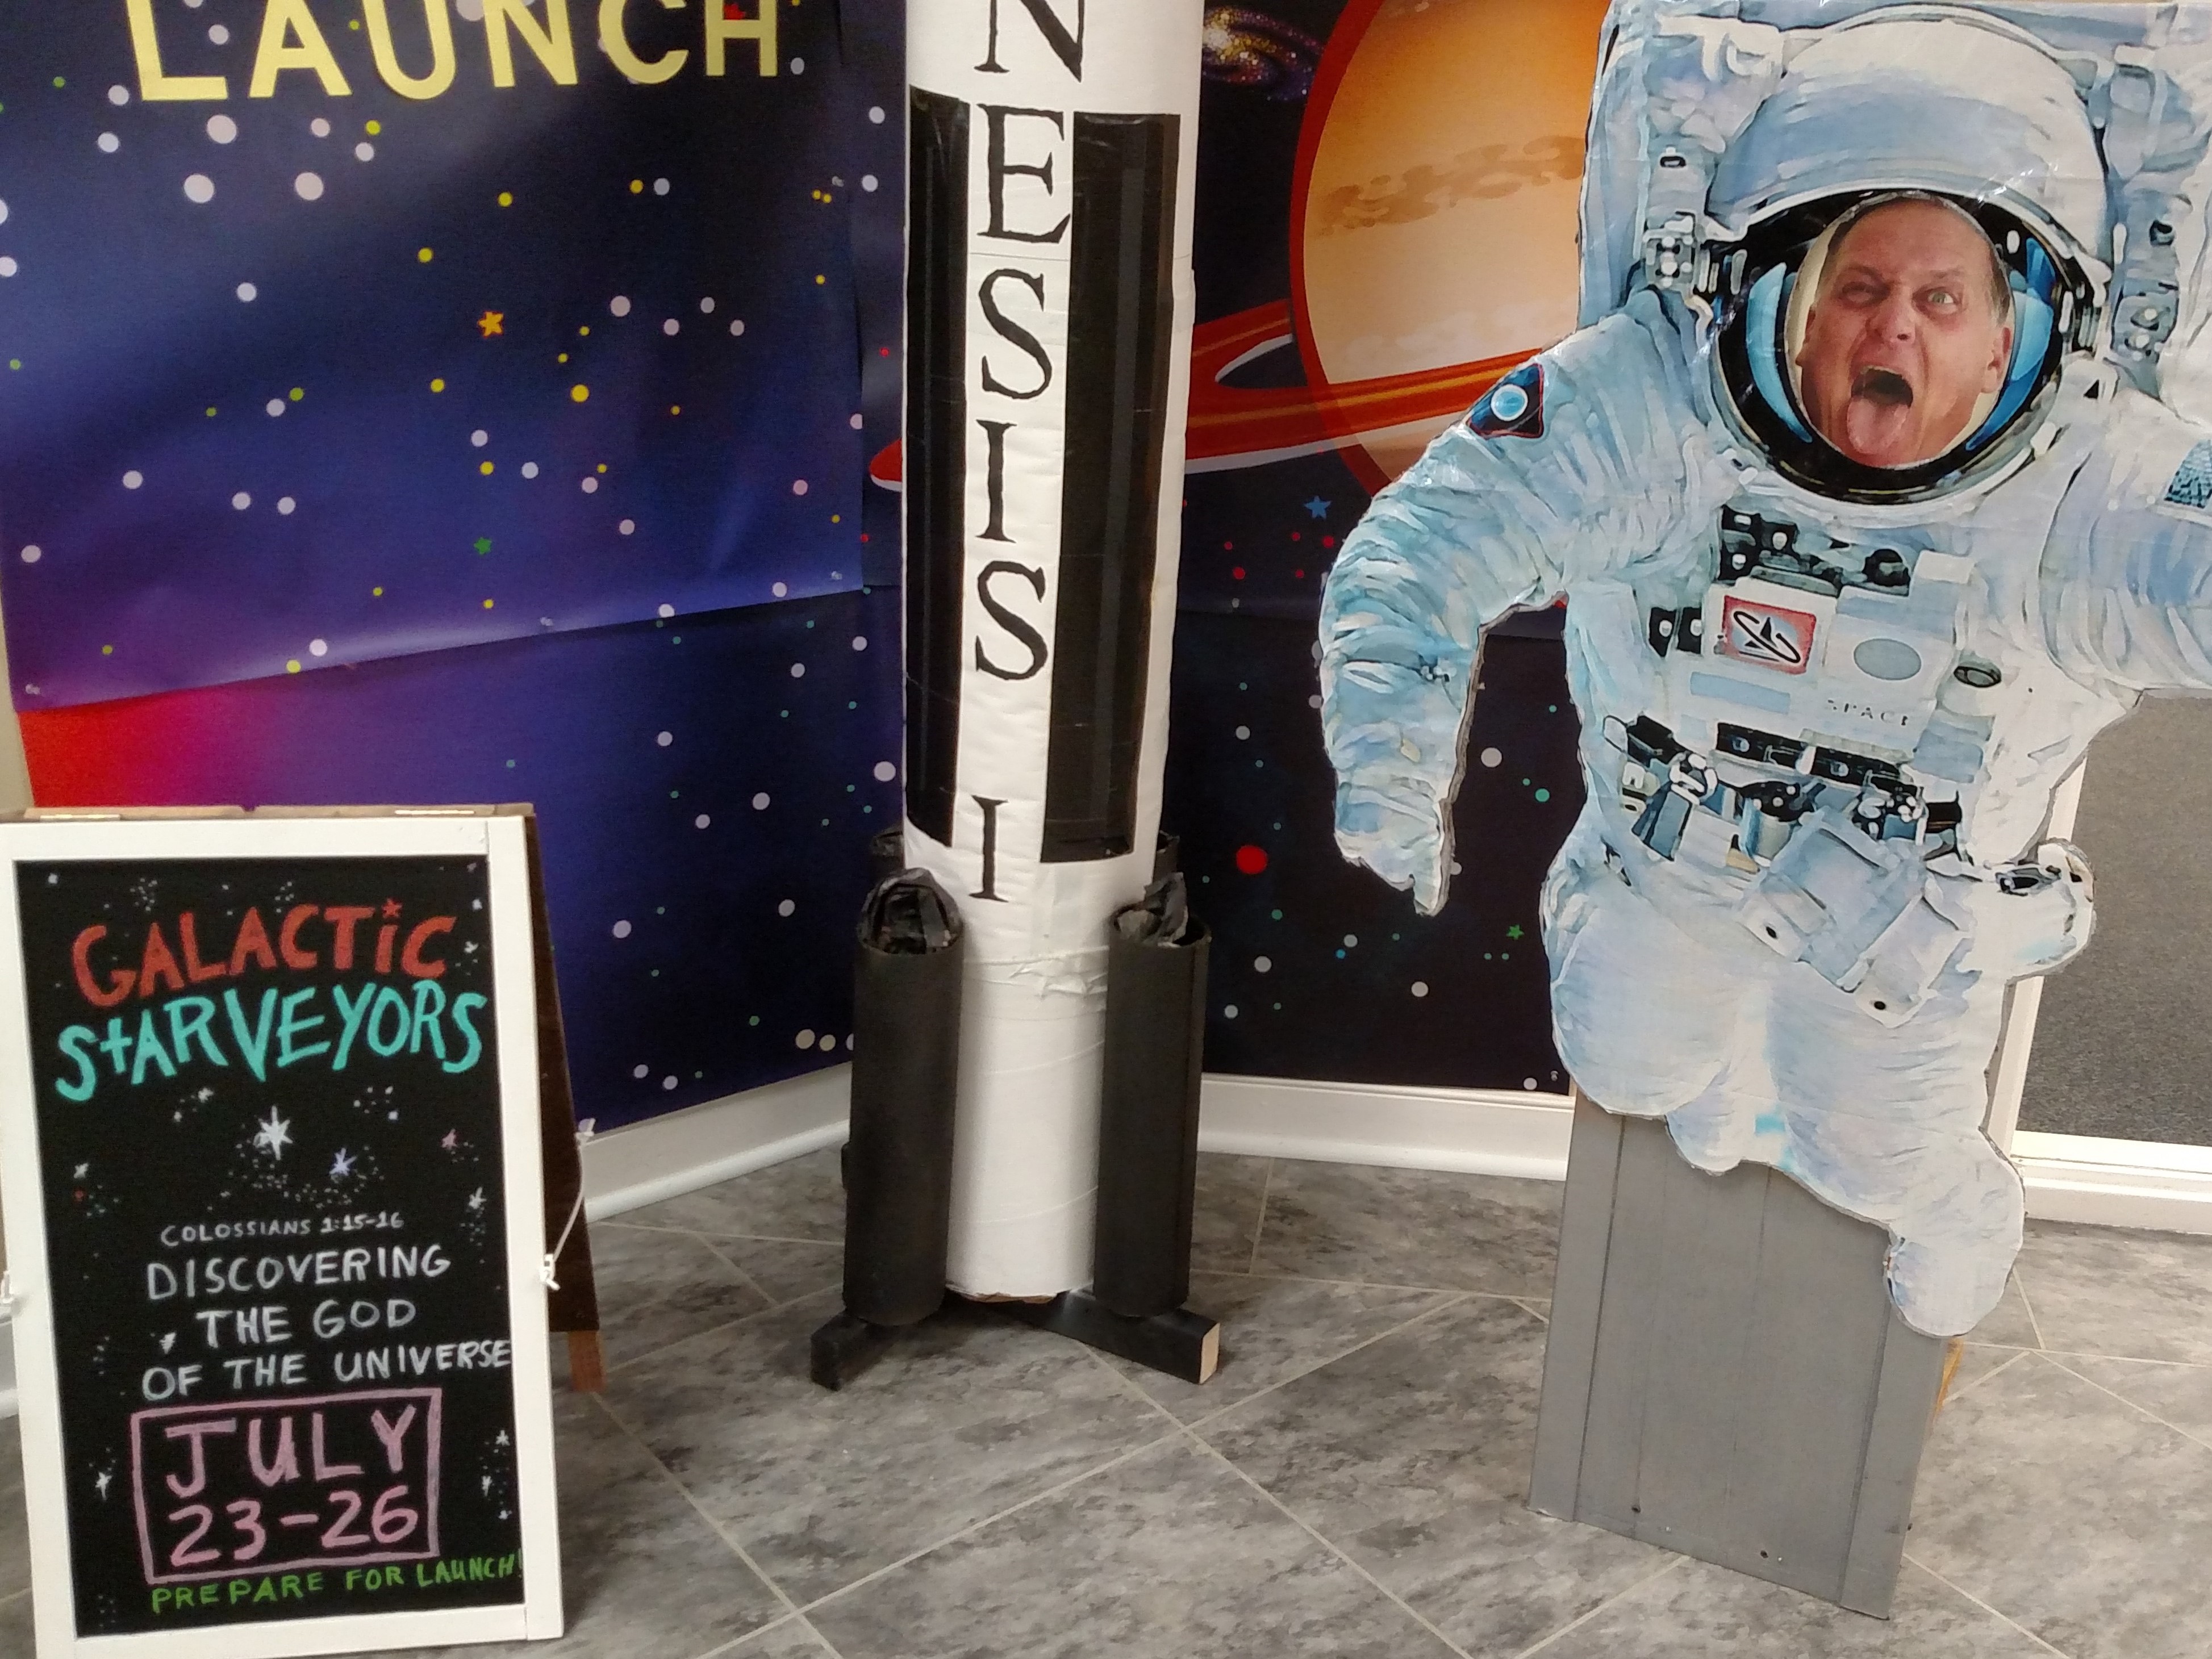 LAUNCH
N
E
S
I
S
I
SPACE
GALACTIC
STARVEYORS
COLOSSIANS 1:15-16
DISCOVERING
THE GOD
OF THE UNIVERSE
JULY
23-26
PREPARE FOR LAUNCH!